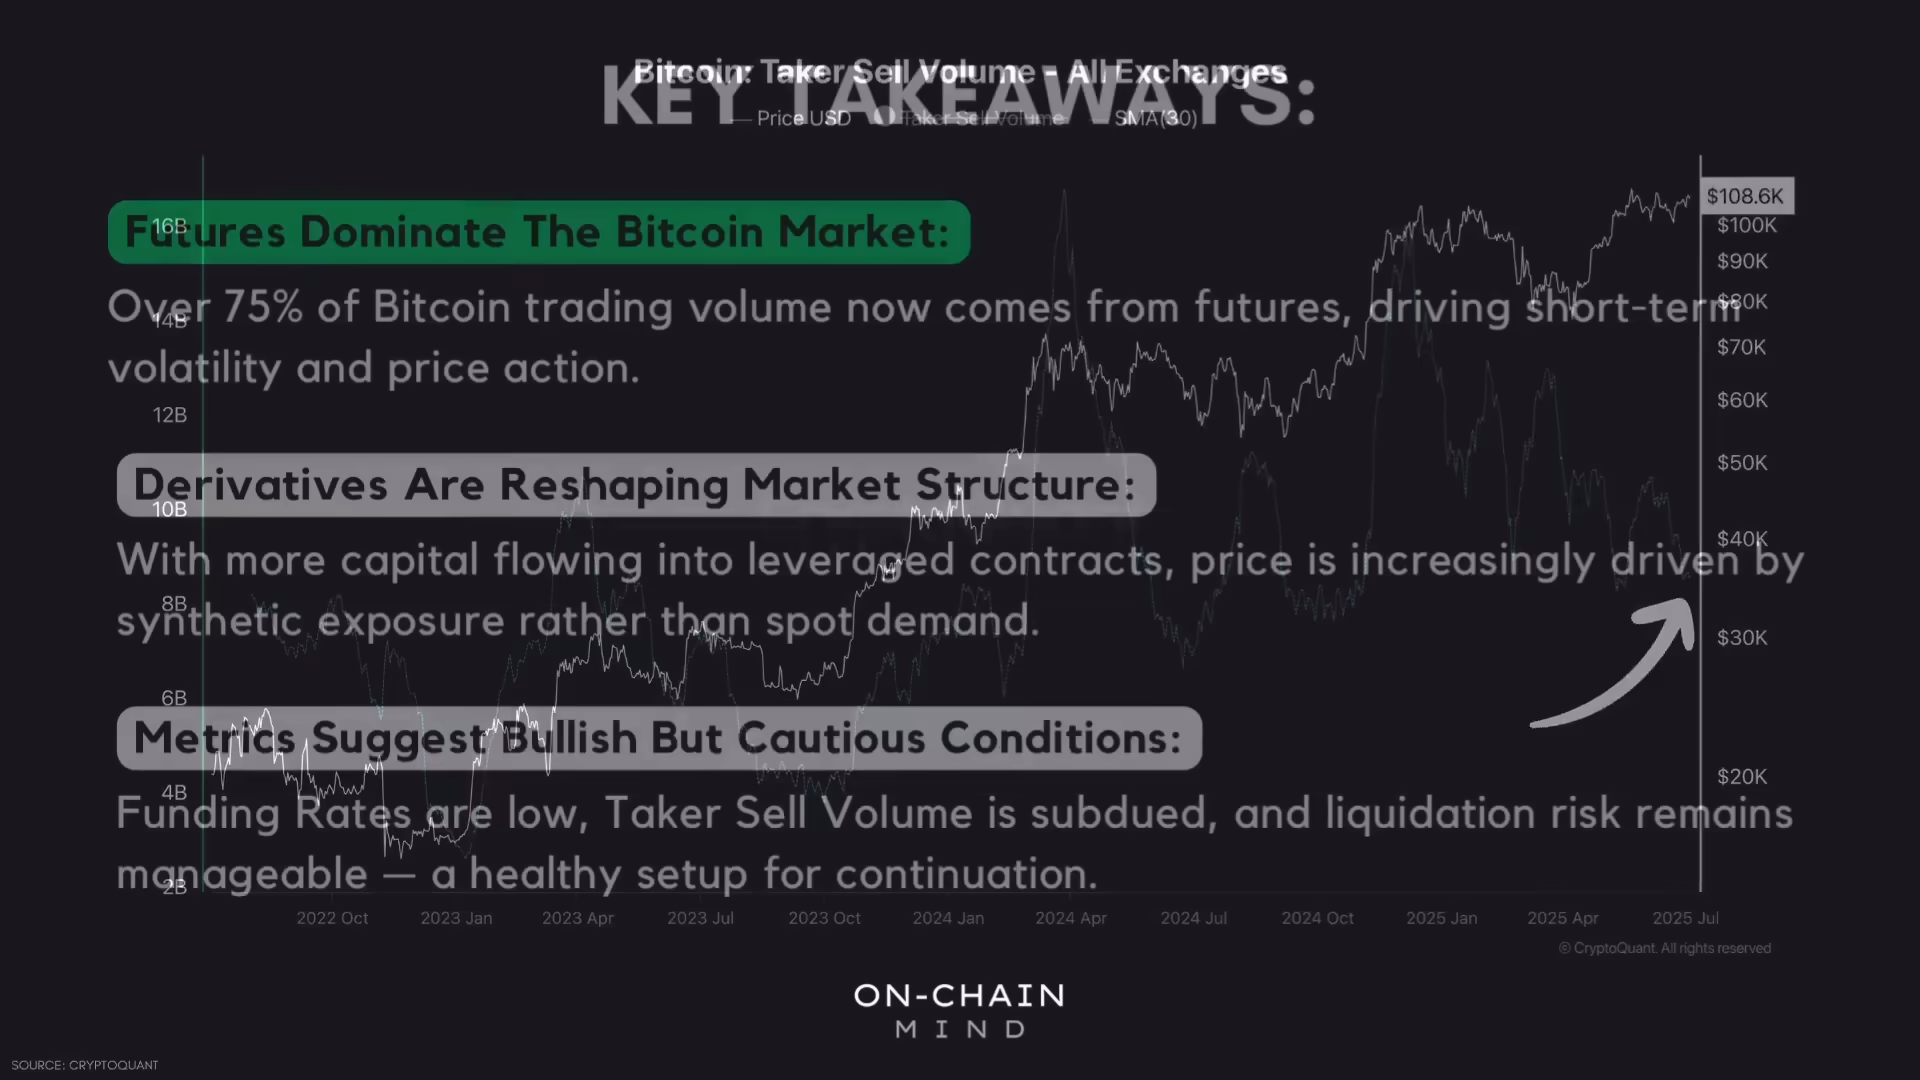 Bitcoin: Taker Sell Volume - All Exchanges
KEY TAKEAWAYS:
Price USD Taker Sell Volume SMA(30)
$108.6K
16B
Futures Dominate The Bitcoin Market:
$100K
$90K
Over 75% of Bitcoin trading volume now comes from futures, driving short-term
$80K
14B
$70K
volatility and price action.
$60K
12B
$50K
Derivatives Are Reshaping Market Structure:
10B
$40K
With more capital flowing into leveraged contracts, price is increasingly driven by
8B
synthetic exposure rather than spot demand.
$30K
6B
Metrics Suggest Bullish But Cautious Conditions:
$20K
4B
Funding Rates are low, Taker Sell Volume is subdued, and liquidation risk remains
manageable — a healthy setup for continuation.
2B
2022 Oct 2023 Jan 2023 Apr 2023 Jul 2023 Oct 2024 Jan 2024 Apr 2024 Jul 2024 Oct 2025 Jan 2025 Apr 2025 Jul
© CryptoQuant. All rights reserved
ON-CHAIN
MIND
SOURCE: CRYPTOQUANT